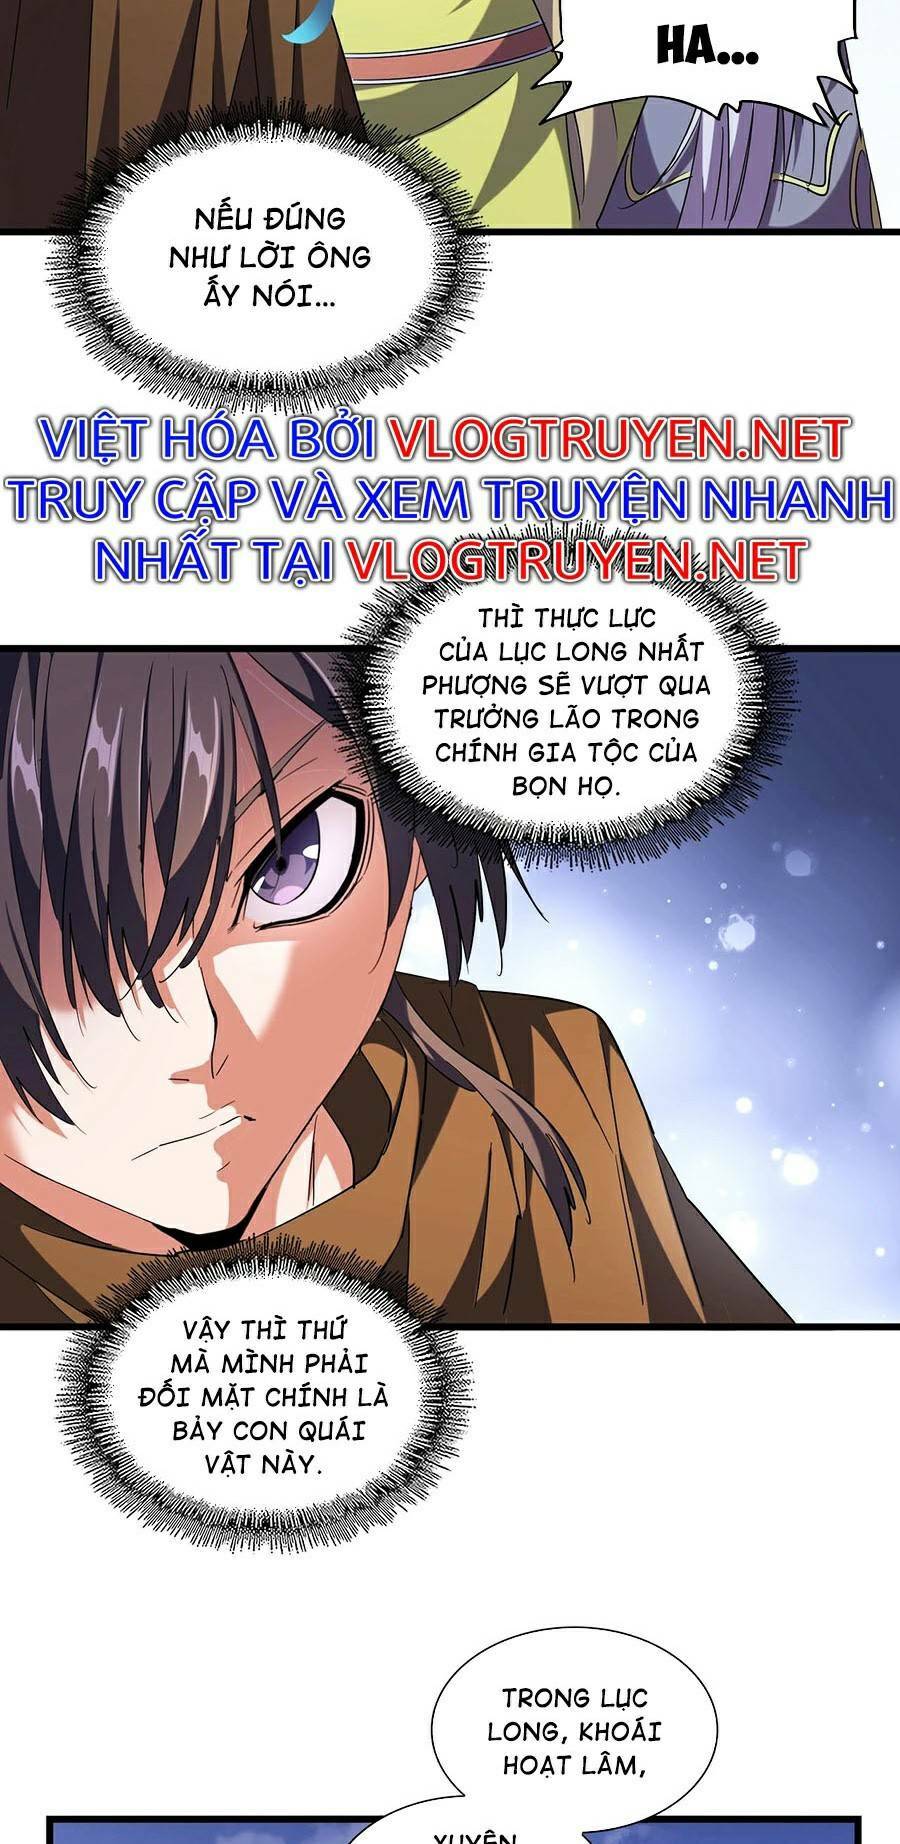 HA...
NẾU ĐÚNG
NHƯ LỜI ÔNG
ẤY NÓI...
VIỆT HÓA BỞI VLOGTRUYEN.NET
TRUY CẬP VÀ XEM TRUYỆN NHANH
NHẤT TẠI VLOGTRUYEN.NET
THÌ THỰC LỰC
CỦA LỤC LONG NHẤT
PHƯỢNG SẼ VƯỢT QUA
TRƯỞNG LÃO TRONG
CHÍNH GIA TỘC CỦA
BỌN HỌ.
VẬY THÌ THỨ
MÀ MÌNH PHẢI
ĐỐI MẶT CHÍNH LÀ
BẢY CON QUÁI
VẬT NÀY.
TRONG LỤC
LONG, KHOÁI
HOẠT LÂM,
XUYÊN